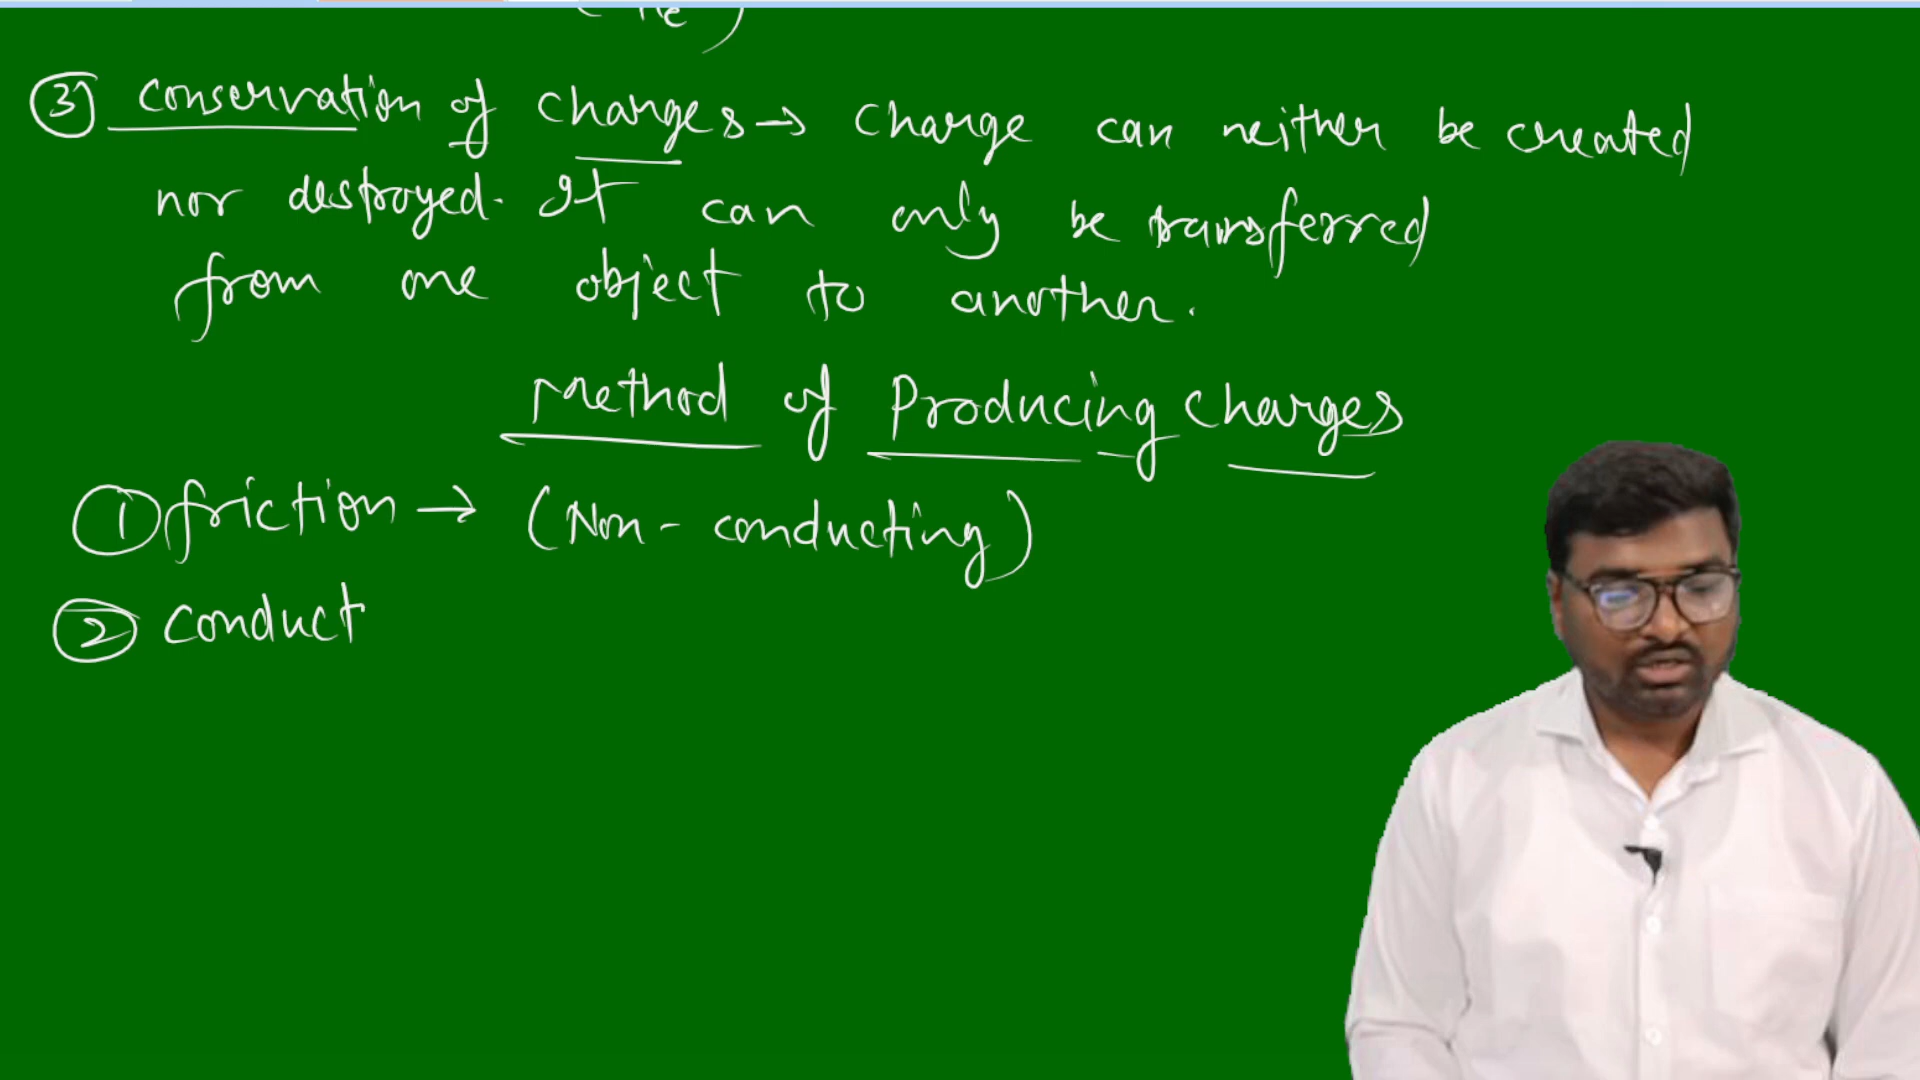 ③ conservation of charges → charge can neither be created
nor destroyed. It can only be transferred
from one object to another.
Method of Producing charges
① friction → (Non-conducting)
② conduct